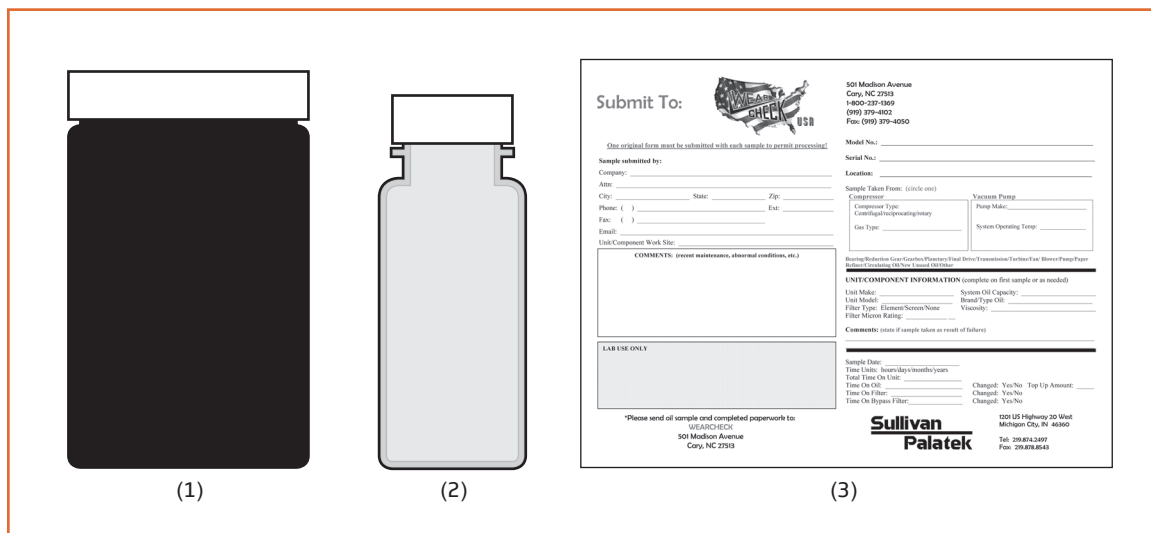 Submit To:
WEAR CHECK USA
501 Madison Avenue
Cary, NC 27513
1-800-237-1369
(919) 379-4102
Fax: (919) 379-4050
One original form must be submitted with each sample to permit processing!
Sample submitted by:
Company:
Attn:
City: State: Zip:
Phone: ( ) Ext:
Fax: ( )
Email:
Unit/Component Work Site:
COMMENTS: (recent maintenance, abnormal conditions, etc.)
LAB USE ONLY
*Please send oil sample and completed paperwork to:
WEARCHECK
501 Madison Avenue
Cary, NC 27513
Model No.:
Serial No.:
Location:
Sample Taken From: (circle one)
Compressor Vacuum Pump
Compressor Type:
Centrifugal/reciprocating/rotary
Gas Type:
Pump Make:
System Operating Temp:
Bearing/Reduction Gear/Gearbox/Planetary/Final Drive/Transmission/Turbine/Fan/ Blower/Pump/Paper
Refiner/Circulating Oil/New Unused Oil/Other
UNIT/COMPONENT INFORMATION (complete on first sample or as needed)
Unit Make: System Oil Capacity:
Unit Model: Brand/Type Oil:
Filter Type: Element/Screen/None Viscosity:
Filter Micron Rating:
Comments: (state if sample taken as result of failure)
Sample Date:
Time Units: hours/days/months/years
Total Time On Unit:
Time On Oil: Changed: Yes/No Top Up Amount:
Time On Filter: Changed: Yes/No
Time On Bypass Filter: Changed: Yes/No
Sullivan
Palatek
1201 US Highway 20 West
Michigan City, IN 46360
Tel: 219.874.2497
Fax: 219.878.8543
(1)
(2)
(3)